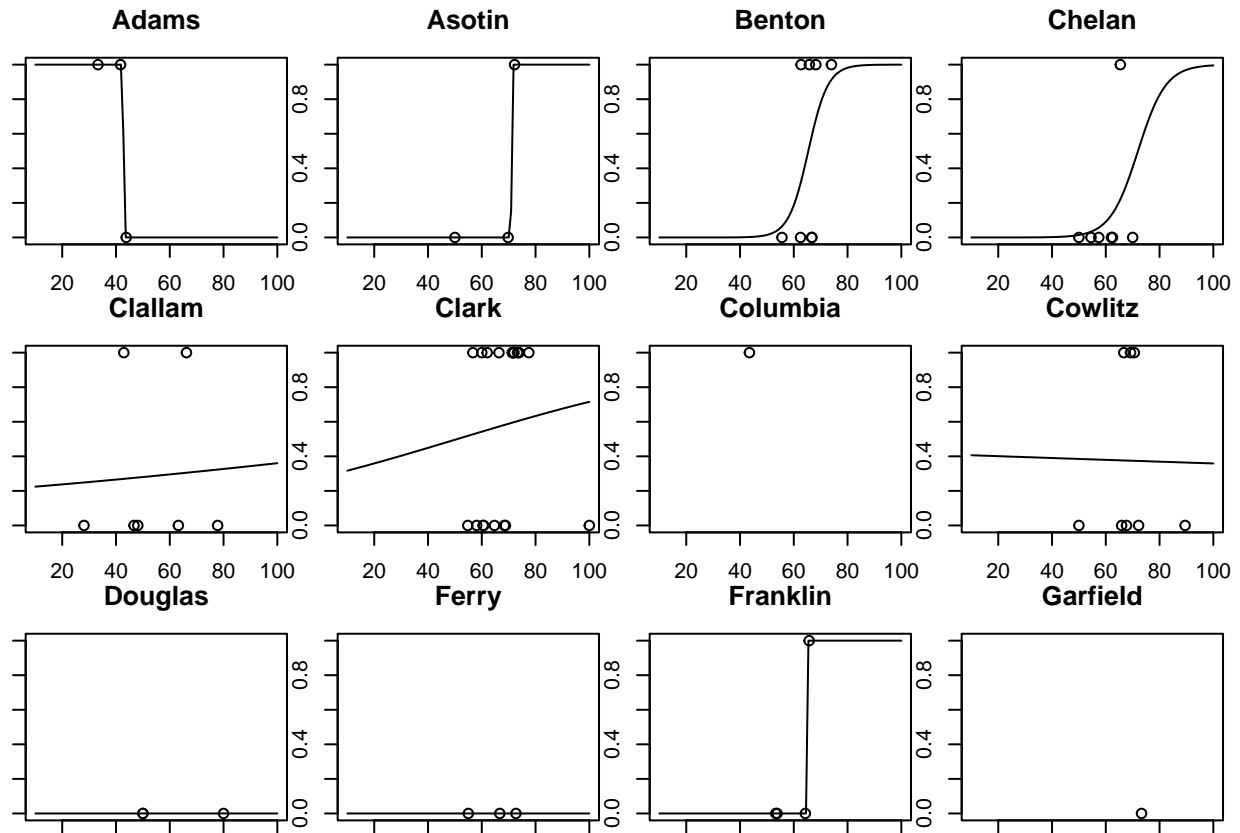 Adams Asotin Benton Chelan
0.0 0.4 0.8 0.0 0.4 0.8 0.0 0.4 0.8
20 40 60 80 100 20 40 60 80 100 20 40 60 80 100 20 40 60 80 100
Clallam Clark Columbia Cowlitz
0.0 0.4 0.8 0.0 0.4 0.8 0.0 0.4 0.8
20 40 60 80 100 20 40 60 80 100 20 40 60 80 100 20 40 60 80 100
Douglas Ferry Franklin Garfield
0.0 0.4 0.8 0.0 0.4 0.8 0.0 0.4 0.8